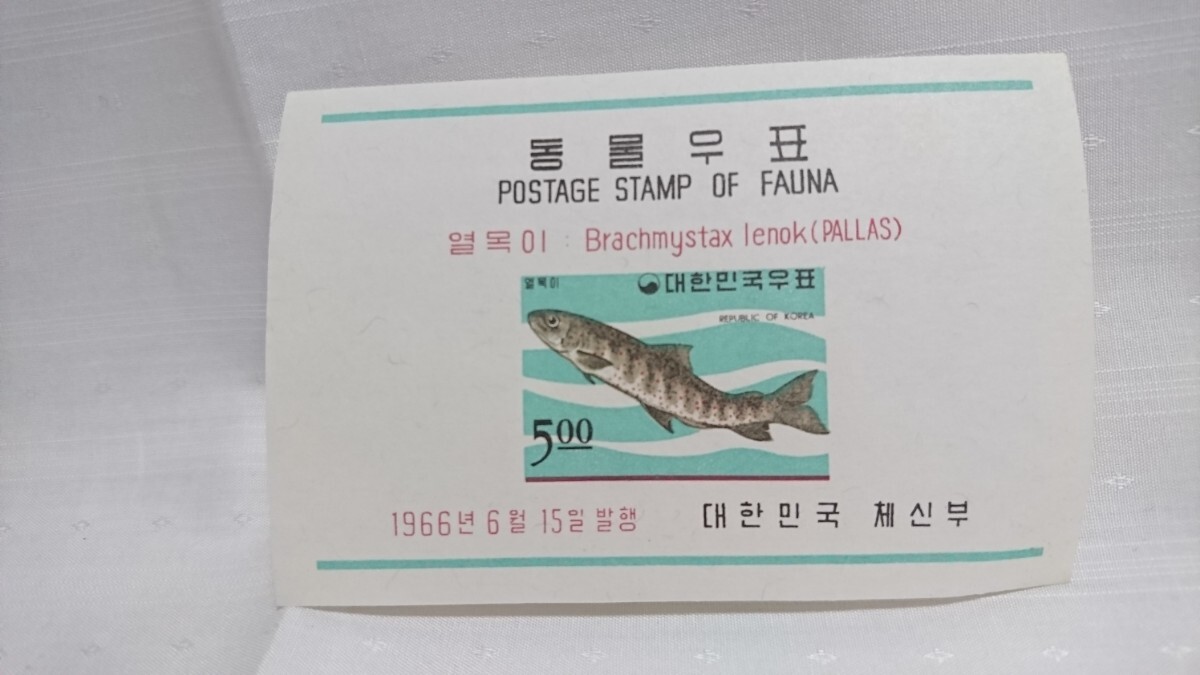 동물우표
POSTAGE STAMP OF FAUNA
열목이 : Brachmystax lenok (PALLAS)
열목이 대한민국우표
REPUBLIC OF KOREA
5.00
1966년 6월 15일 발행 대한민국 체신부